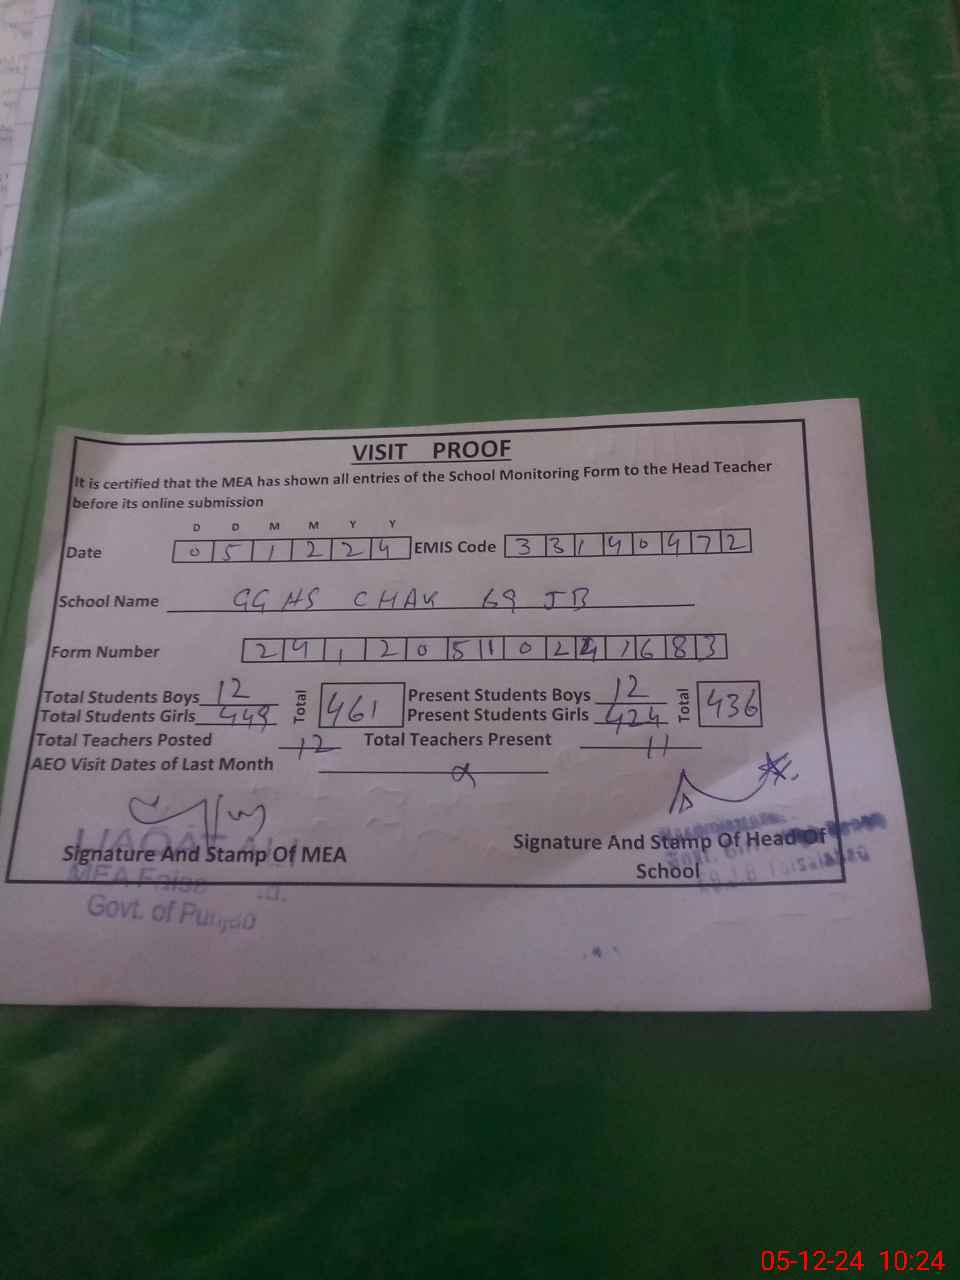 VISIT PROOF
It is certified that the MEA has shown all entries of the School Monitoring Form to the Head Teacher
before its online submission
D D M M Y Y
Date 0 5 1 2 2 4 EMIS Code 3 3 1 4 0 4 7 2
School Name GGHS CHAK 69 JB
Form Number 2 4 1 2 0 5 1 0 2 4 1 6 8 3
Total Students Boys 12 Total 461 Present Students Boys 12 Total 436
Total Students Girls 449 Present Students Girls 424
Total Teachers Posted 12 Total Teachers Present 11
AEO Visit Dates of Last Month
Signature And Stamp Of MEA
Signature And Stamp Of Head Of
School
MEA
Govt. of Punjab
05-12-24 10:24